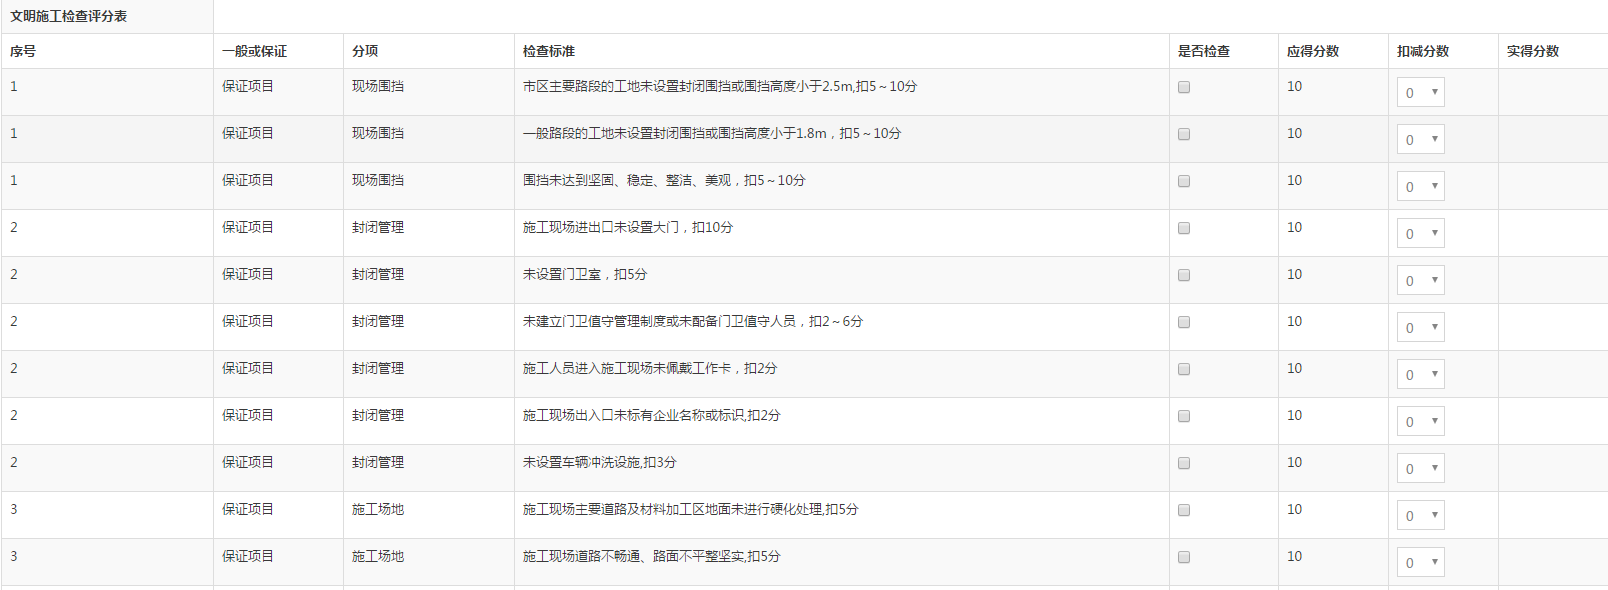 文明施工检查评分表
序号 一般或保证 分项 检查标准 是否检查 应得分数 扣减分数 实得分数
1 保证项目 现场围挡 市区主要路段的工地未设置封闭围挡或围挡高度小于2.5m,扣5～10分 10 0
1 保证项目 现场围挡 一般路段的工地未设置封闭围挡或围挡高度小于1.8m，扣5～10分 10 0
1 保证项目 现场围挡 围挡未达到坚固、稳定、整洁、美观，扣5～10分 10 0
2 保证项目 封闭管理 施工现场进出口未设置大门，扣10分 10 0
2 保证项目 封闭管理 未设置门卫室，扣5分 10 0
2 保证项目 封闭管理 未建立门卫值守管理制度或未配备门卫值守人员，扣2～6分 10 0
2 保证项目 封闭管理 施工人员进入施工现场未佩戴工作卡，扣2分 10 0
2 保证项目 封闭管理 施工现场出入口未标有企业名称或标识,扣2分 10 0
2 保证项目 封闭管理 未设置车辆冲洗设施,扣3分 10 0
3 保证项目 施工场地 施工现场主要道路及材料加工区地面未进行硬化处理,扣5分 10 0
3 保证项目 施工场地 施工现场道路不畅通、路面不平整坚实,扣5分 10 0